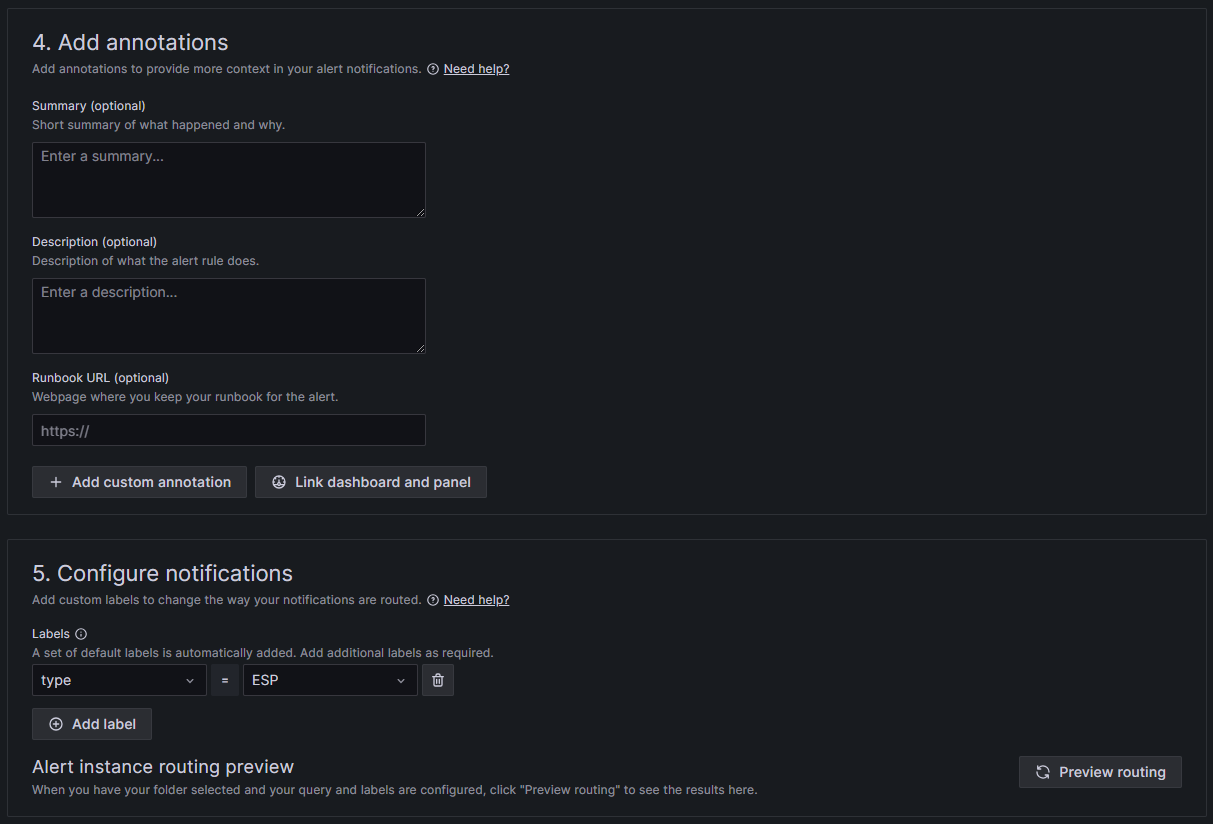 4. Add annotations
Add annotations to provide more context in your alert notifications. Need help?
Summary (optional)
Short summary of what happened and why.
Enter a summary...
Description (optional)
Description of what the alert rule does.
Enter a description...
Runbook URL (optional)
Webpage where you keep your runbook for the alert.
https://
+ Add custom annotation Link dashboard and panel
5. Configure notifications
Add custom labels to change the way your notifications are routed. Need help?
Labels
A set of default labels is automatically added. Add additional labels as required.
type = ESP
Add label
Alert instance routing preview
Preview routing
When you have your folder selected and your query and labels are configured, click "Preview routing" to see the results here.